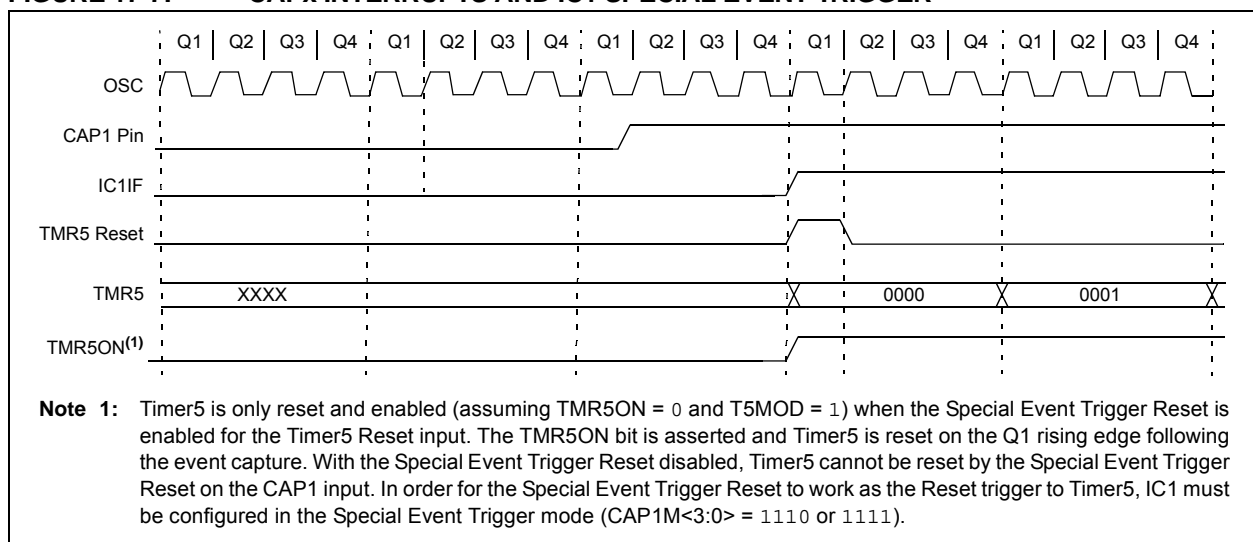 Q1 Q2 Q3 Q4 Q1 Q2 Q3 Q4 Q1 Q2 Q3 Q4 Q1 Q2 Q3 Q4 Q1 Q2 Q3 Q4
OSC
CAP1 Pin
IC1IF
TMR5 Reset
TMR5 XXXX 0000 0001
TMR5ON(1)
Note 1: Timer5 is only reset and enabled (assuming TMR5ON = 0 and T5MOD = 1) when the Special Event Trigger Reset is
enabled for the Timer5 Reset input. The TMR5ON bit is asserted and Timer5 is reset on the Q1 rising edge following
the event capture. With the Special Event Trigger Reset disabled, Timer5 cannot be reset by the Special Event Trigger
Reset on the CAP1 input. In order for the Special Event Trigger Reset to work as the Reset trigger to Timer5, IC1 must
be configured in the Special Event Trigger mode (CAP1M<3:0> = 1110 or 1111).